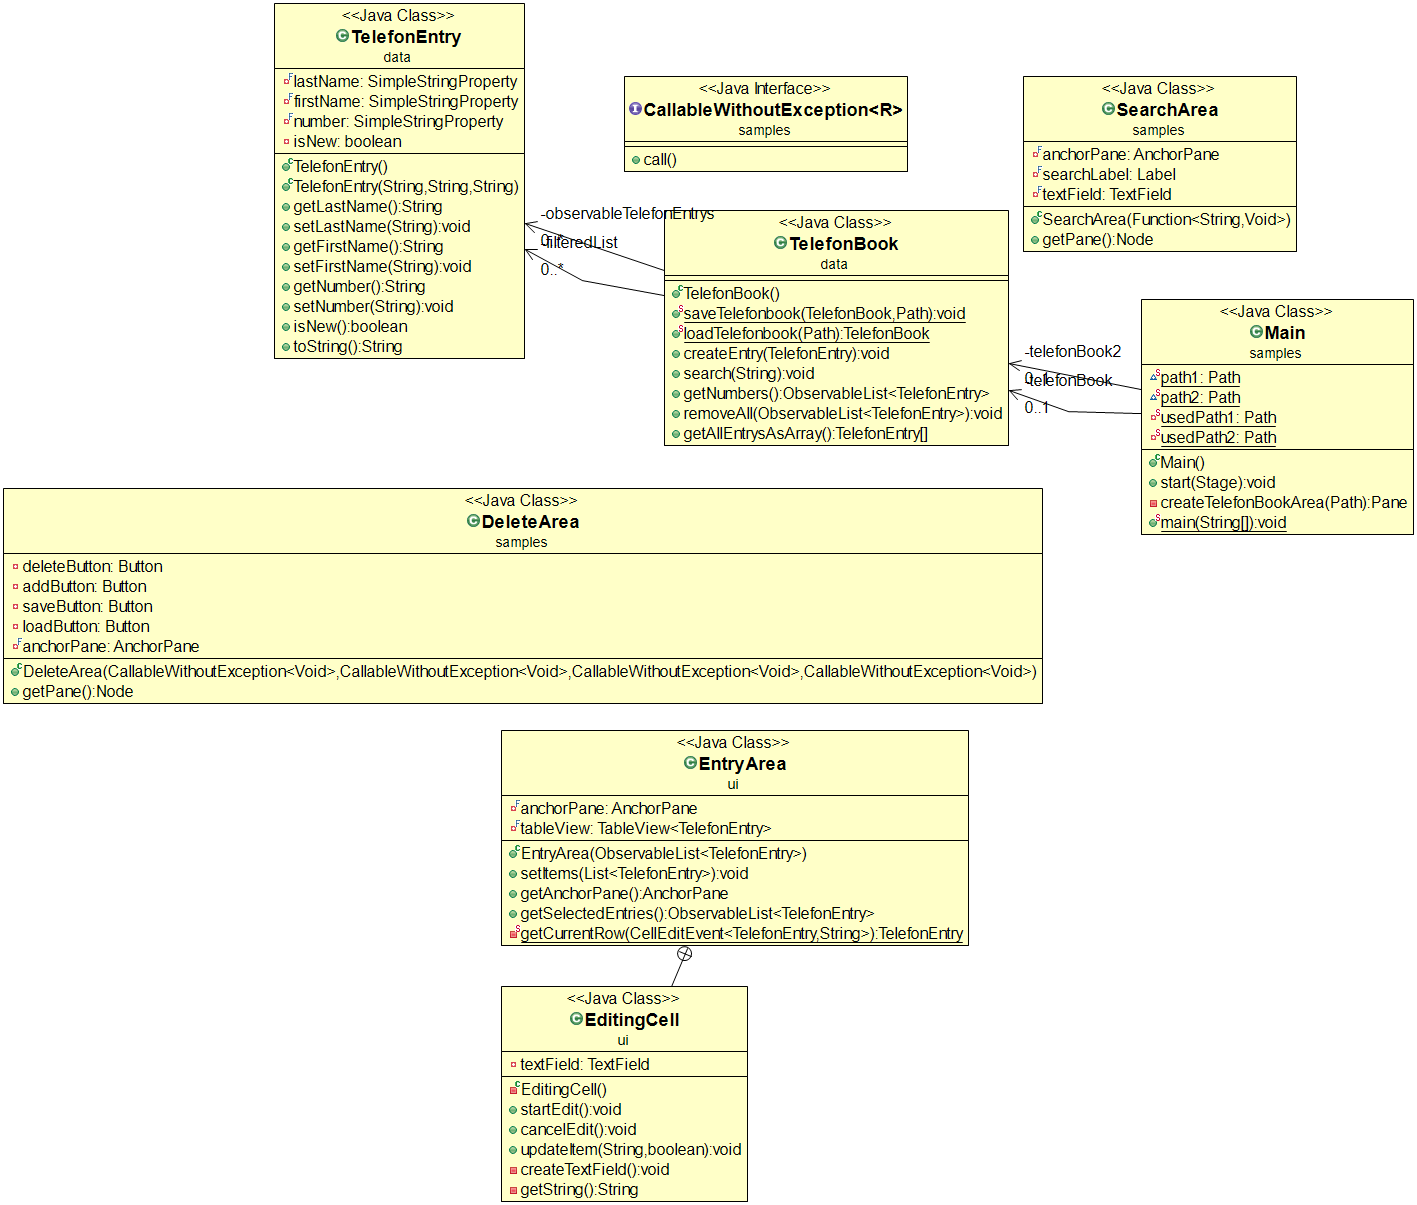 <<Java Class>>
TelefonEntry
data
lastName: SimpleStringProperty
firstName: SimpleStringProperty
number: SimpleStringProperty
isNew: boolean
TelefonEntry()
TelefonEntry(String,String,String)
getLastName():String
setLastName(String):void
getFirstName():String
setFirstName(String):void
getNumber():String
setNumber(String):void
isNew():boolean
toString():String
<<Java Interface>>
CallableWithoutException<R>
samples
call()
<<Java Class>>
SearchArea
samples
anchorPane: AnchorPane
searchLabel: Label
textField: TextField
SearchArea(Function<String,Void>)
getPane():Node
-observableTelefonEntrys
0..*
-filteredList
0..*
<<Java Class>>
TelefonBook
data
TelefonBook()
saveTelefonbook(TelefonBook,Path):void
loadTelefonbook(Path):TelefonBook
createEntry(TelefonEntry):void
search(String):void
getNumbers():ObservableList<TelefonEntry>
removeAll(ObservableList<TelefonEntry>):void
getAllEntrysAsArray():TelefonEntry[]
-telefonBook2
0..1
-telefonBook
0..1
<<Java Class>>
Main
samples
path1: Path
path2: Path
usedPath1: Path
usedPath2: Path
Main()
start(Stage):void
createTelefonBookArea(Path):Pane
main(String[]):void
<<Java Class>>
DeleteArea
samples
deleteButton: Button
addButton: Button
saveButton: Button
loadButton: Button
anchorPane: AnchorPane
DeleteArea(CallableWithoutException<Void>,CallableWithoutException<Void>,CallableWithoutException<Void>,CallableWithoutException<Void>)
getPane():Node
<<Java Class>>
EntryArea
ui
anchorPane: AnchorPane
tableView: TableView<TelefonEntry>
EntryArea(ObservableList<TelefonEntry>)
setItems(List<TelefonEntry>):void
getAnchorPane():AnchorPane
getSelectedEntries():ObservableList<TelefonEntry>
getCurrentRow(CellEditEvent<TelefonEntry,String>):TelefonEntry
<<Java Class>>
EditingCell
ui
textField: TextField
EditingCell()
startEdit():void
cancelEdit():void
updateItem(String,boolean):void
createTextField():void
getString():String